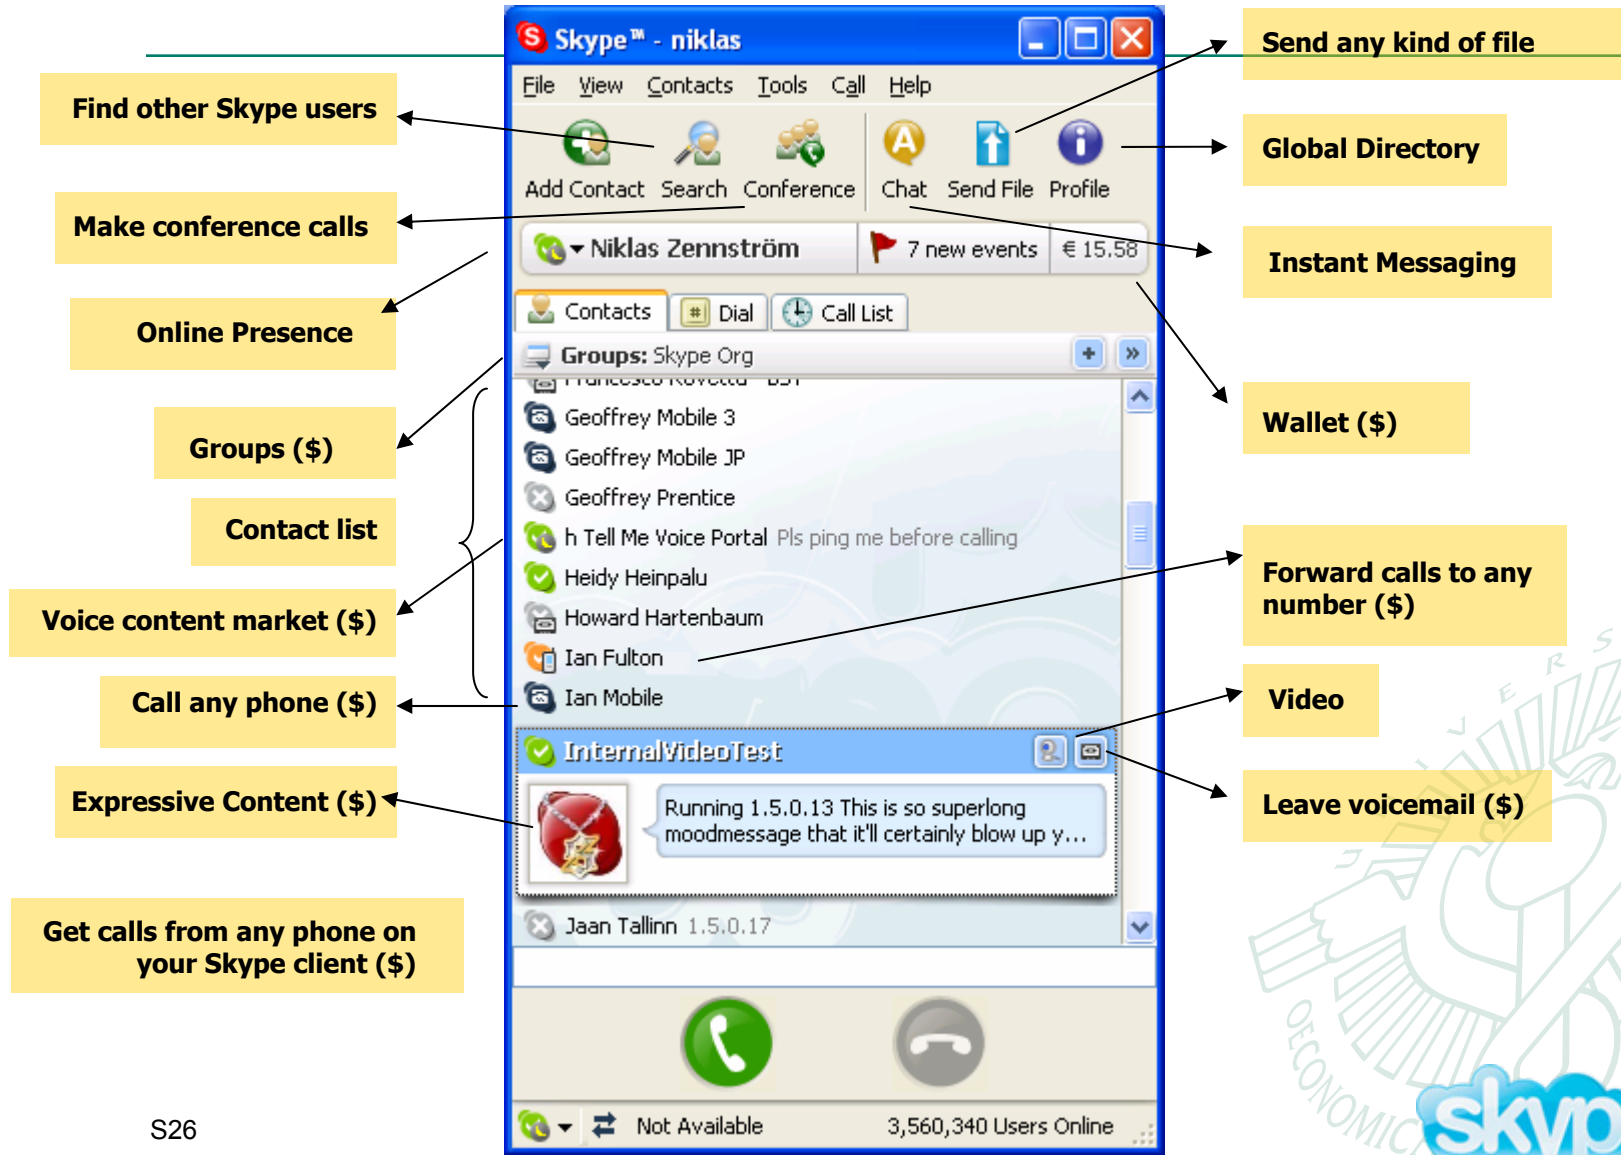 Skype™ - niklas
File View Contacts Tools Call Help
Add Contact Search Conference Chat Send File Profile
Niklas Zennström 7 new events € 15.58
Contacts Dial Call List
Groups: Skype Org
Geoffrey Mobile 3
Geoffrey Mobile JP
Geoffrey Prentice
h Tell Me Voice Portal Pls ping me before calling
Heidy Heinpalu
Howard Hartenbaum
Ian Fulton
Ian Mobile
InternalVideoTest
Running 1.5.0.13 This is so superlong
moodmessage that it'll certainly blow up y...
Jaan Tallinn 1.5.0.17
Not Available 3,560,340 Users Online
Find other Skype users
Make conference calls
Online Presence
Groups ($)
Contact list
Voice content market ($)
Call any phone ($)
Expressive Content ($)
Get calls from any phone on
your Skype client ($)
Send any kind of file
Global Directory
Instant Messaging
Wallet ($)
Forward calls to any
number ($)
Video
Leave voicemail ($)
S26